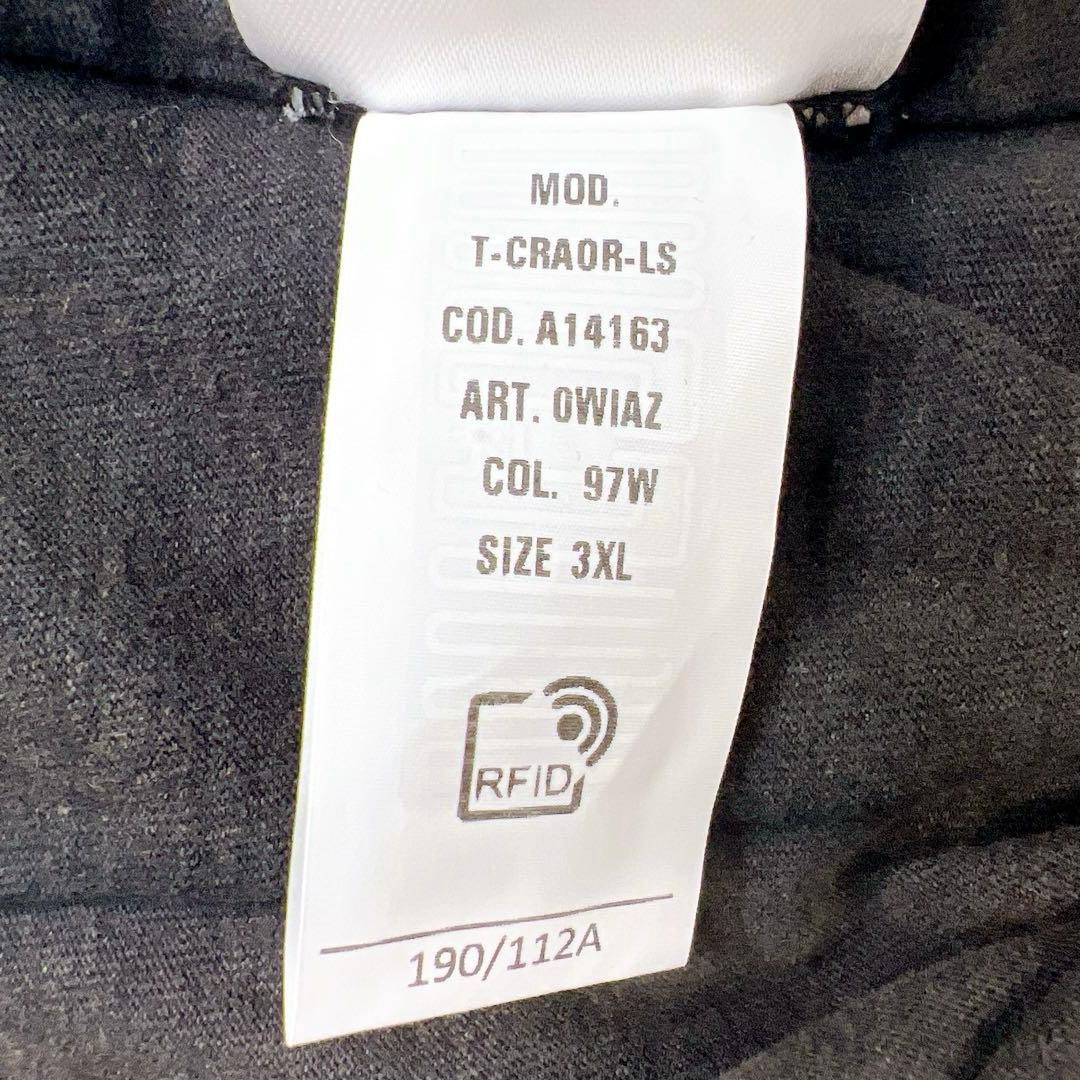 MOD.
T-CRAOR-LS
COD. A14163
ART. 0WIAZ
COL. 97W
SIZE 3XL
RFID
190/112A